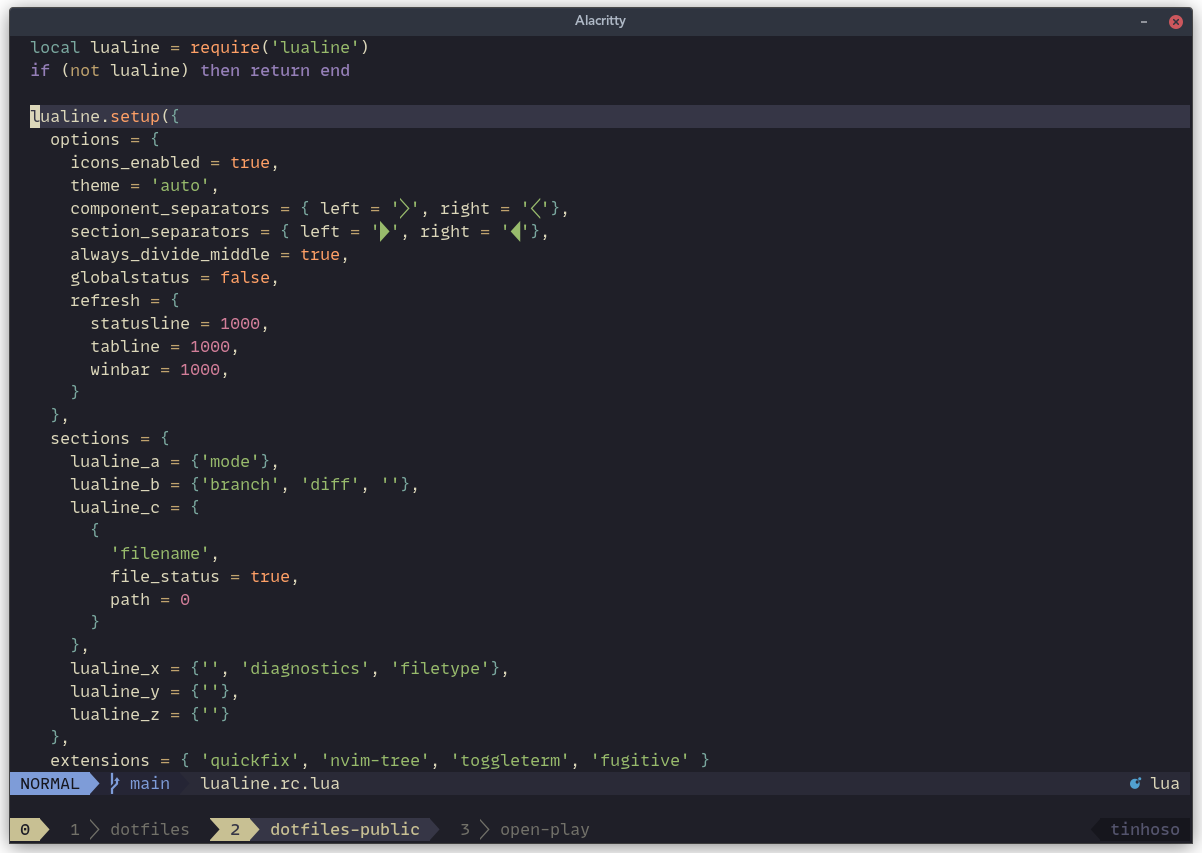 Alacritty
local lualine = require('lualine')
if (not lualine) then return end
lualine.setup({
  options = {
    icons_enabled = true,
    theme = 'auto',
    component_separators = { left = '', right = ''},
    section_separators = { left = '', right = ''},
    always_divide_middle = true,
    globalstatus = false,
    refresh = {
      statusline = 1000,
      tabline = 1000,
      winbar = 1000,
    }
  },
  sections = {
    lualine_a = {'mode'},
    lualine_b = {'branch', 'diff', ''},
    lualine_c = {
      {
        'filename',
        file_status = true,
        path = 0
      }
    },
    lualine_x = {'', 'diagnostics', 'filetype'},
    lualine_y = {''},
    lualine_z = {''}
  },
  extensions = { 'quickfix', 'nvim-tree', 'toggleterm', 'fugitive' }
NORMAL main lualine.rc.lua lua
0 1 dotfiles 2 dotfiles-public 3 open-play tinhoso